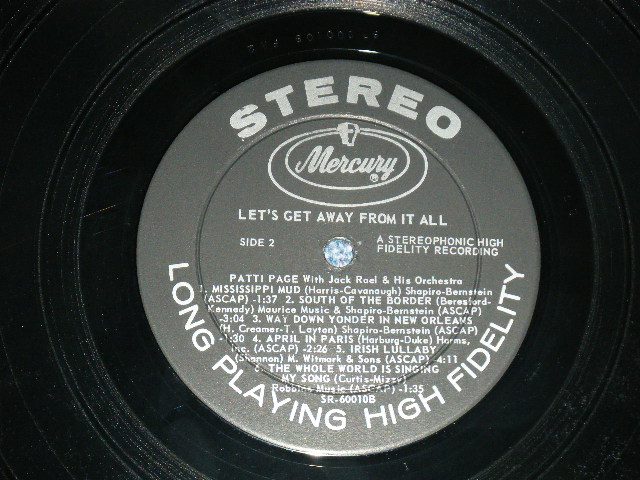 STEREO
Mercury
®
LET'S GET AWAY FROM IT ALL
SIDE 2
A STEREOPHONIC HIGH
FIDELITY RECORDING
PATTI PAGE With Jack Rael & His Orchestra
1. MISSISSIPPI MUD (Harris-Cavanaugh) Shapiro-Bernstein
(ASCAP) -1:37 2. SOUTH OF THE BORDER (Beresford-
Kennedy) Maurice Music & Shapiro-Bernstein (ASCAP)
-3:04 3. WAY DOWN YONDER IN NEW ORLEANS
(H. Creamer-T. Layton) Shapiro-Bernstein (ASCAP)
-1:30 4. APRIL IN PARIS (Harburg-Duke) Harms,
Inc. (ASCAP) -2:26 5. IRISH LULLABY
(Shannon) M. Witmark & Sons (ASCAP) -4:11
6. THE WHOLE WORLD IS SINGING
MY SONG (Curtis-Mizzy)
Robbins Music (ASCAP) -1:35
SR-60010B
LONG PLAYING HIGH FIDELITY